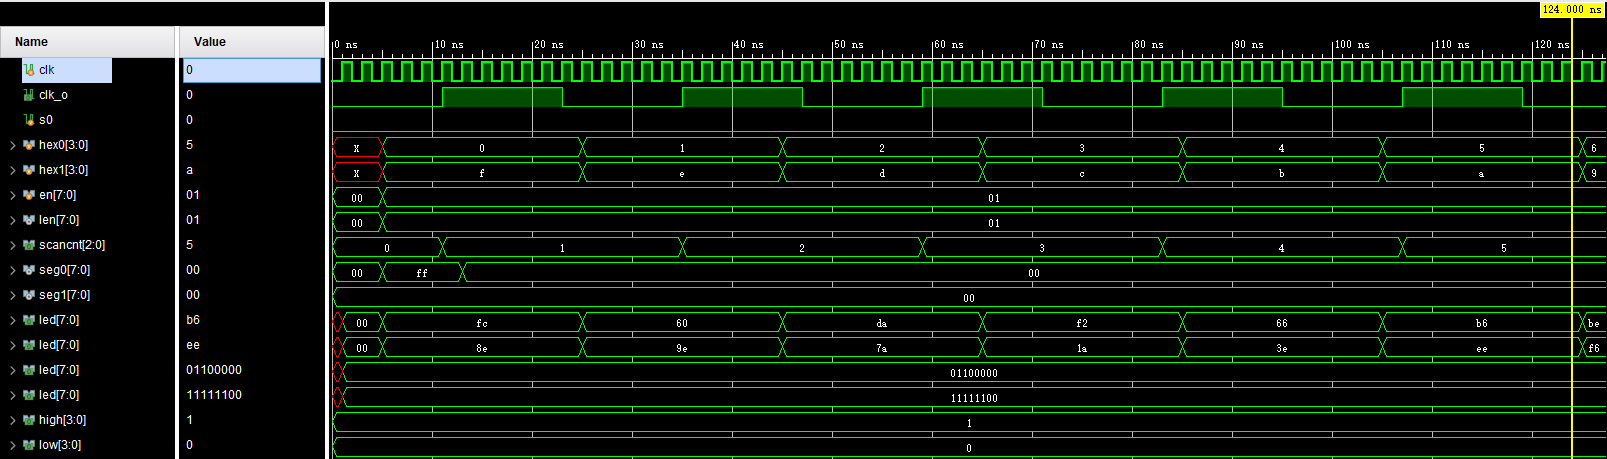 124.000 ns
Name Value
0 ns 10 ns 20 ns 30 ns 40 ns 50 ns 60 ns 70 ns 80 ns 90 ns 100 ns 110 ns 120 ns
clk 0
clk_o 0
s0 0
hex0[3:0] 5 X 0 1 2 3 4 5 6
hex1[3:0] a X f e d c b a 9
en[7:0] 01 00 01
len[7:0] 01 00 01
scancnt[2:0] 5 0 1 2 3 4 5
seg0[7:0] 00 00 ff 00
seg1[7:0] 00 00
led[7:0] b6 00 fc 60 da f2 66 b6 be
led[7:0] ee 00 8e 9e 7a 1a 3e ee f6
led[7:0] 01100000 01100000
led[7:0] 11111100 11111100
high[3:0] 1 1
low[3:0] 0 0